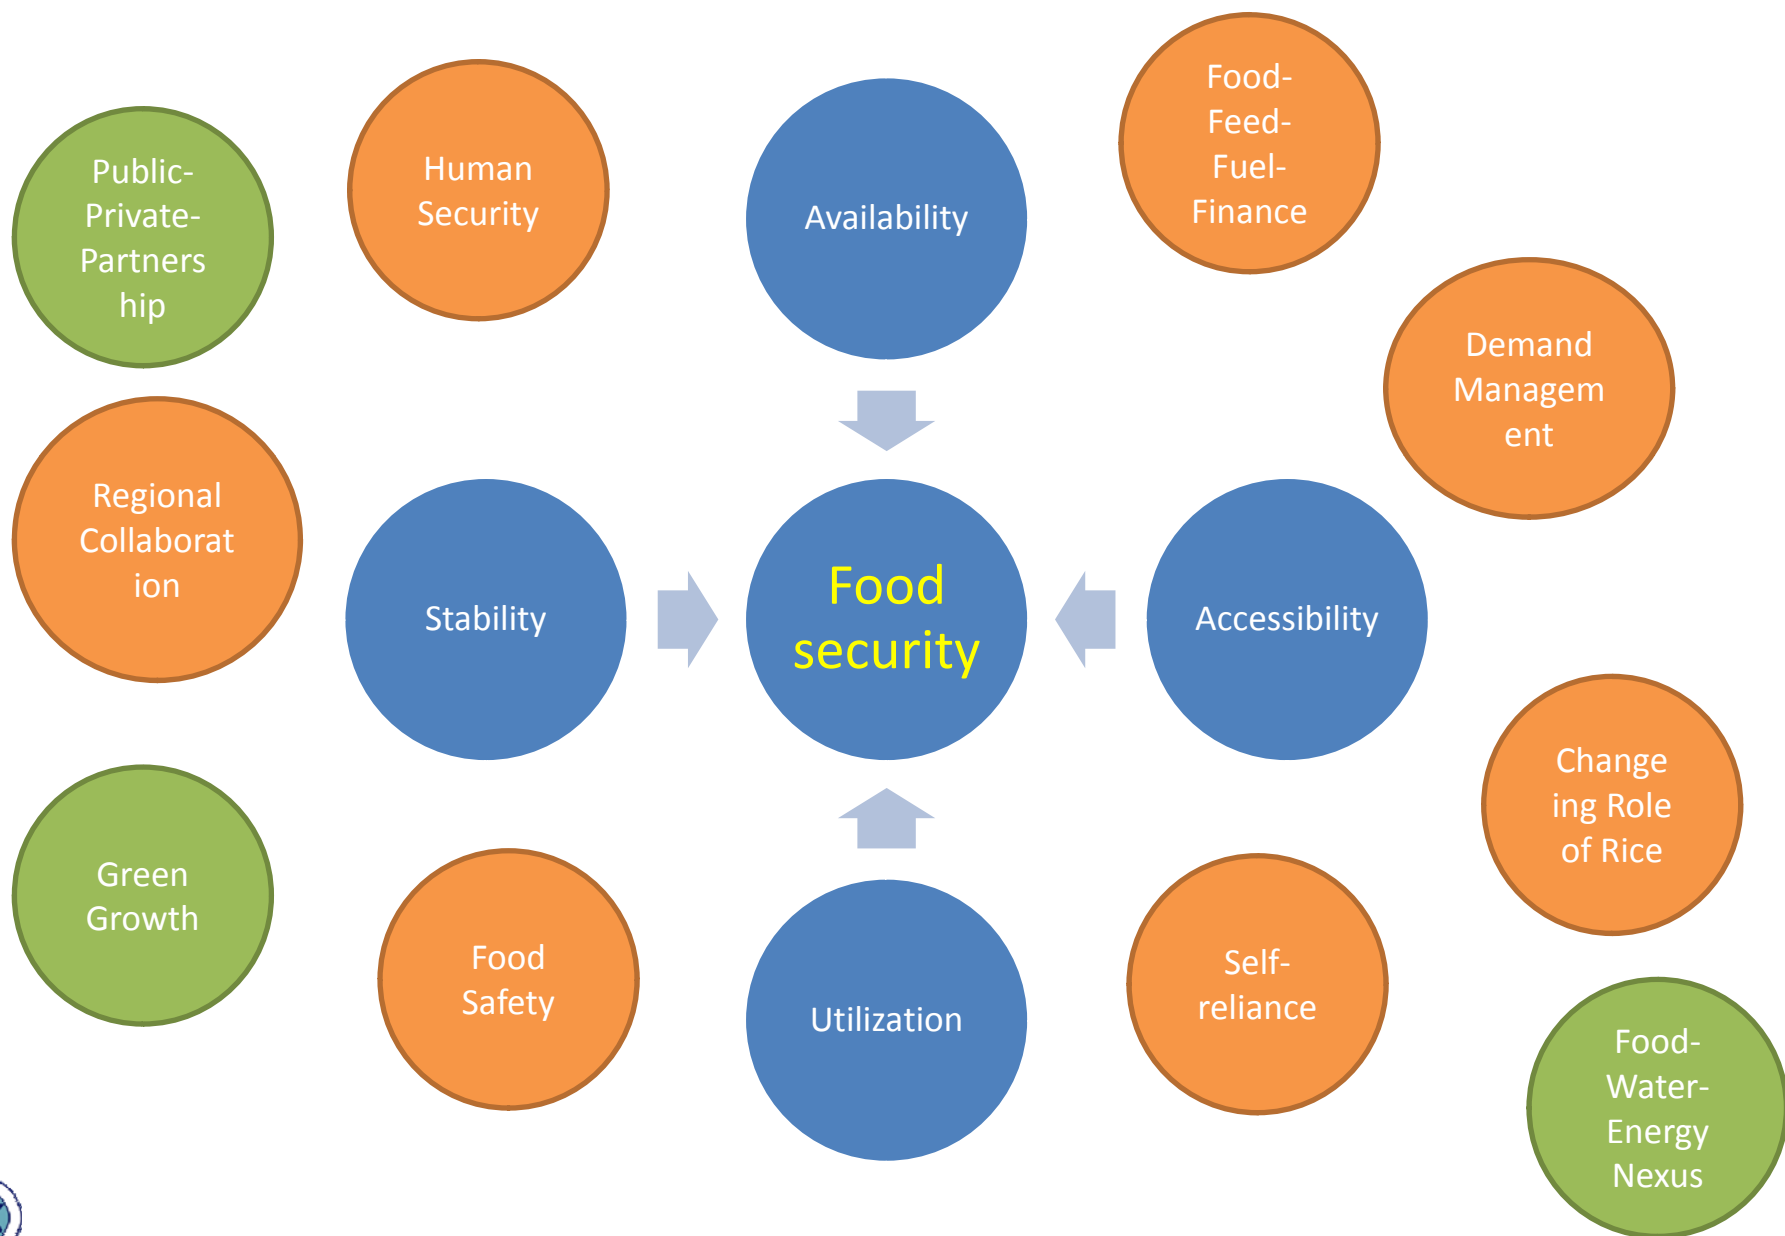 Public-
Private-
Partners
hip
Human
Security
Availability
Food-
Feed-
Fuel-
Finance
Demand
Managem
ent
Regional
Collaborat
ion
Stability
Food
security
Accessibility
Change
ing Role
of Rice
Green
Growth
Food
Safety
Utilization
Self-
reliance
Food-
Water-
Energy
Nexus